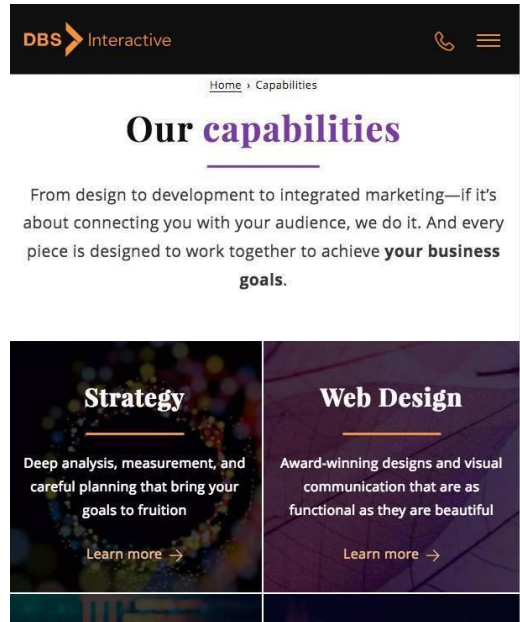 DBS Interactive
Home › Capabilities
Our capabilities
From design to development to integrated marketing—if it's
about connecting you with your audience, we do it. And every
piece is designed to work together to achieve your business
goals.
Strategy
Deep analysis, measurement, and
careful planning that bring your
goals to fruition
Learn more →
Web Design
Award-winning designs and visual
communication that are as
functional as they are beautiful
Learn more →